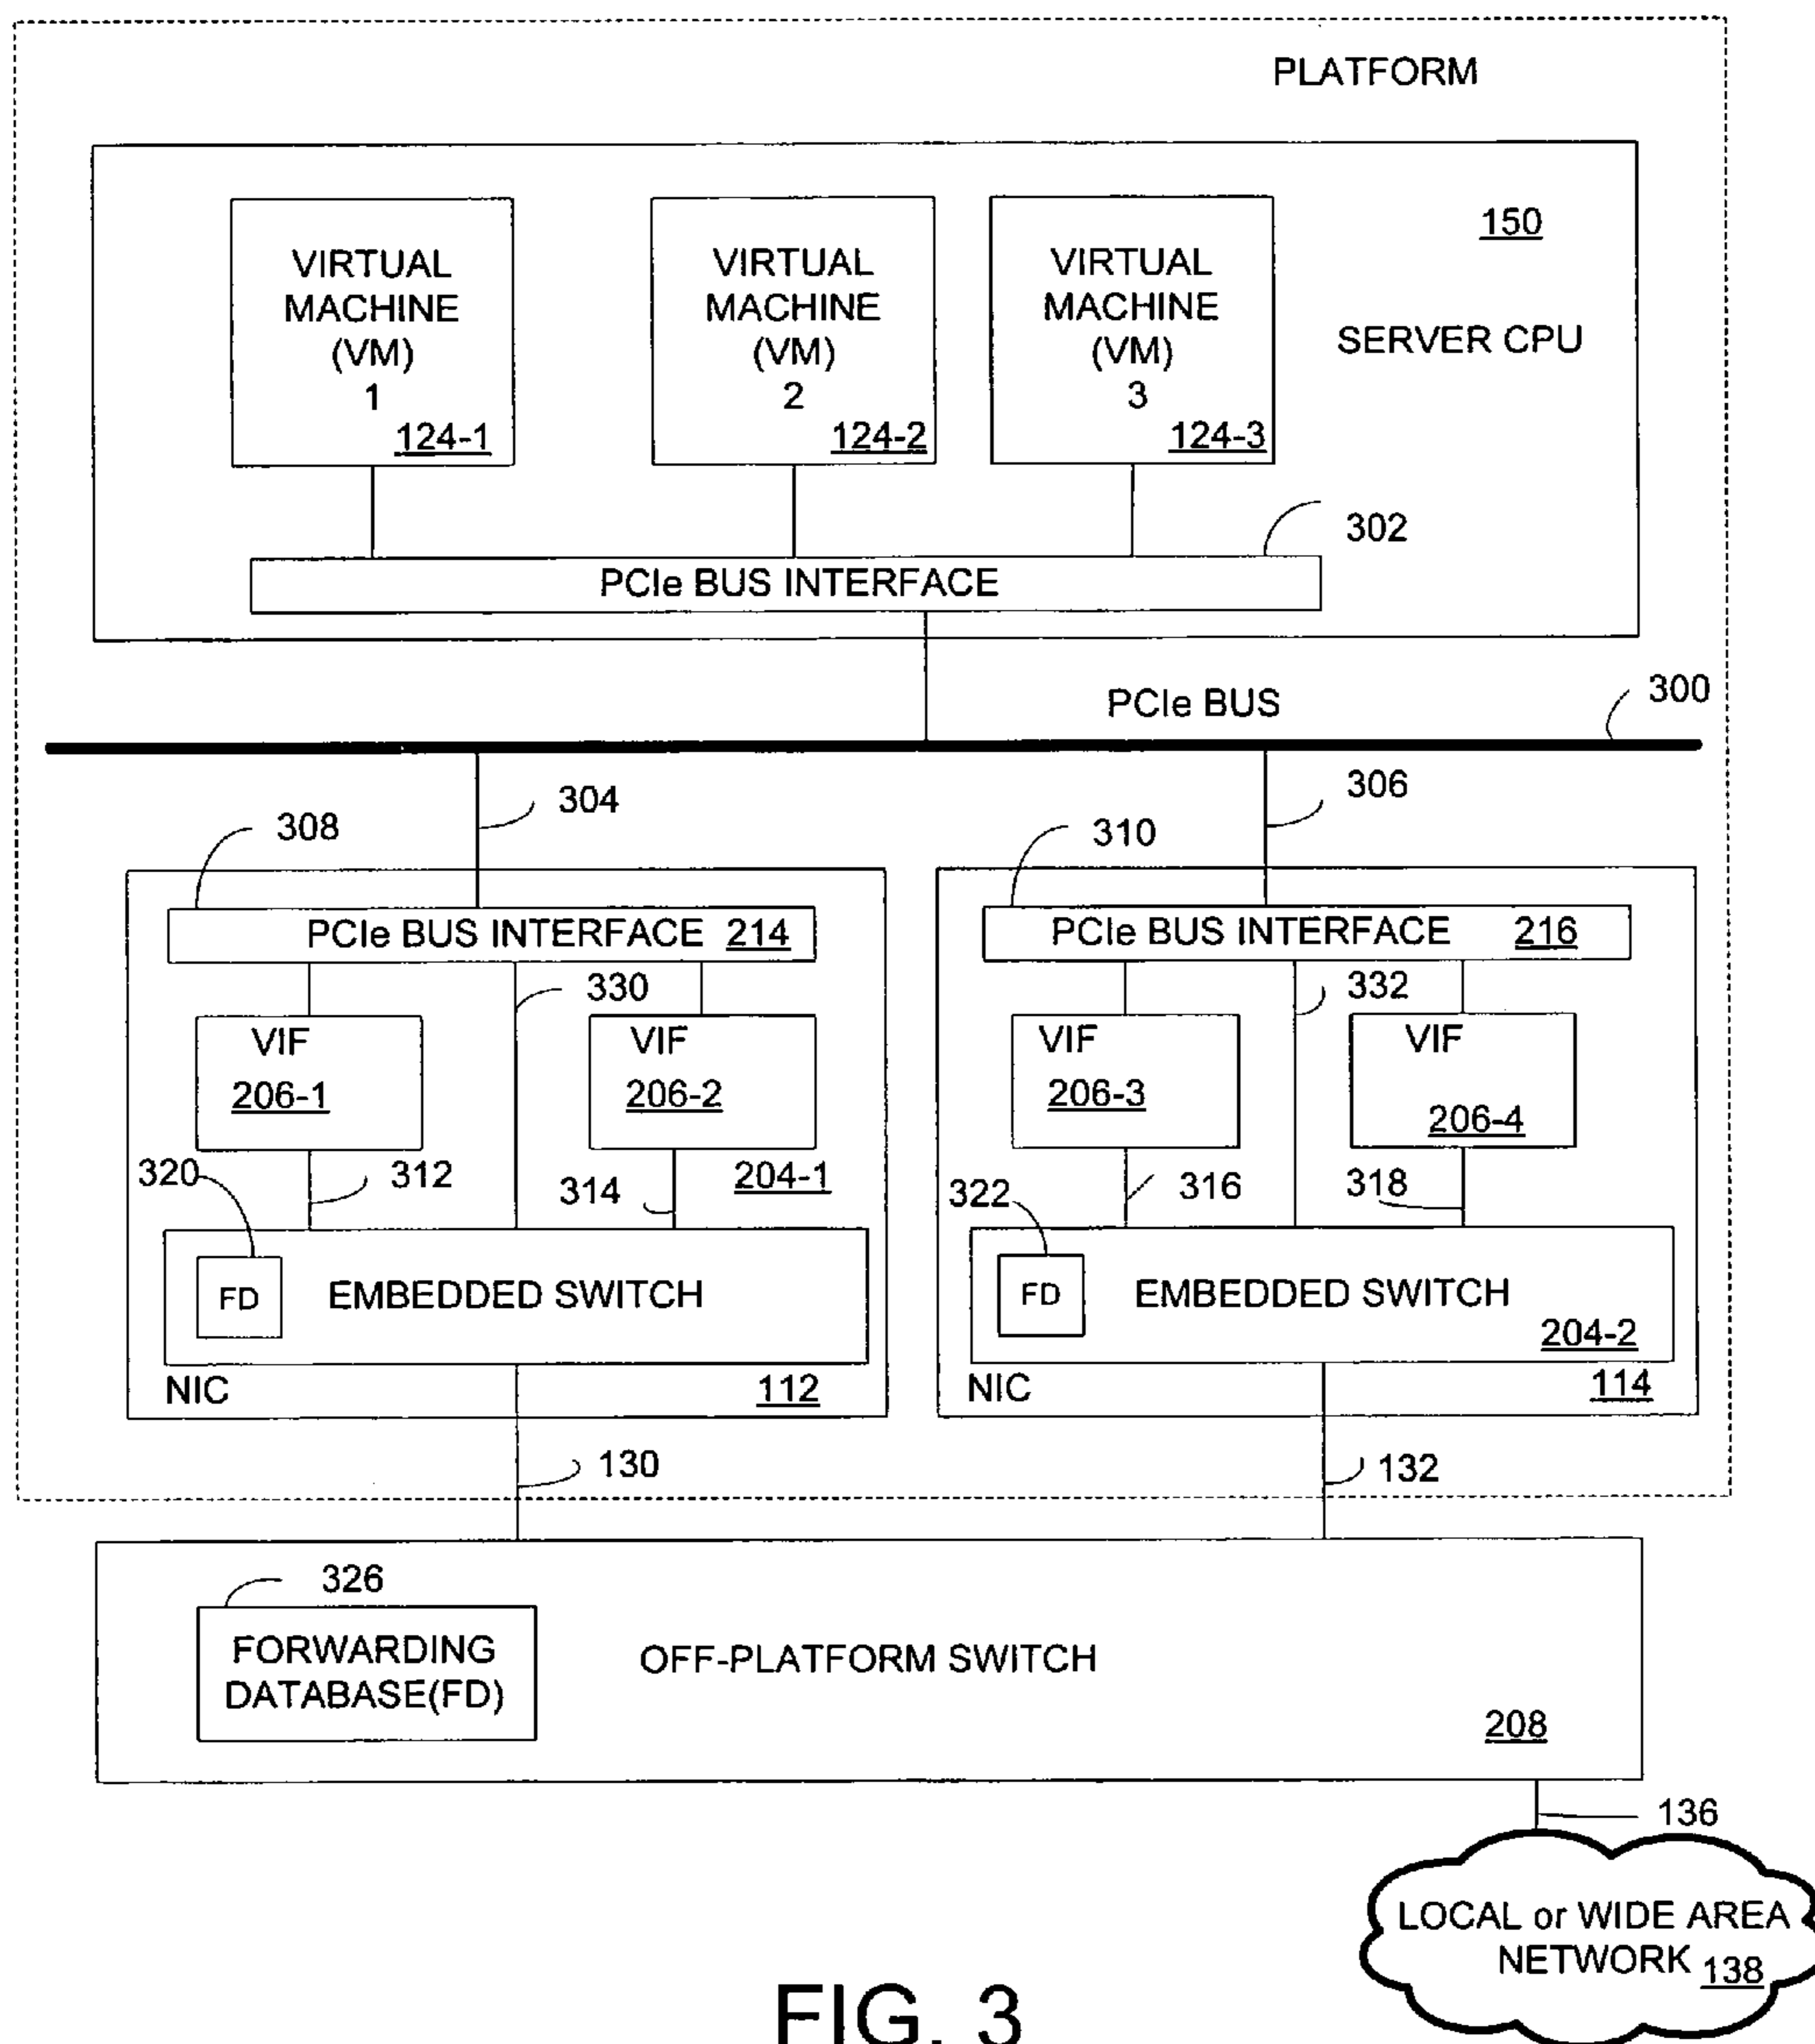 PLATFORM
VIRTUAL
MACHINE
(VM)
1
124-1
VIRTUAL
MACHINE
(VM)
2
124-2
VIRTUAL
MACHINE
(VM)
3
124-3
150
SERVER CPU
302
PCIe BUS INTERFACE
PCIe BUS
300
304
306
308
310
PCIe BUS INTERFACE 214
PCIe BUS INTERFACE 216
330
332
VIF
206-1
VIF
206-2
VIF
206-3
VIF
206-4
320
312
314
204-1
322
316
318
FD
EMBEDDED SWITCH
FD
EMBEDDED SWITCH
204-2
NIC
112
NIC
114
130
132
326
FORWARDING
DATABASE(FD)
OFF-PLATFORM SWITCH
208
136
LOCAL or WIDE AREA
NETWORK 138
FIG. 3